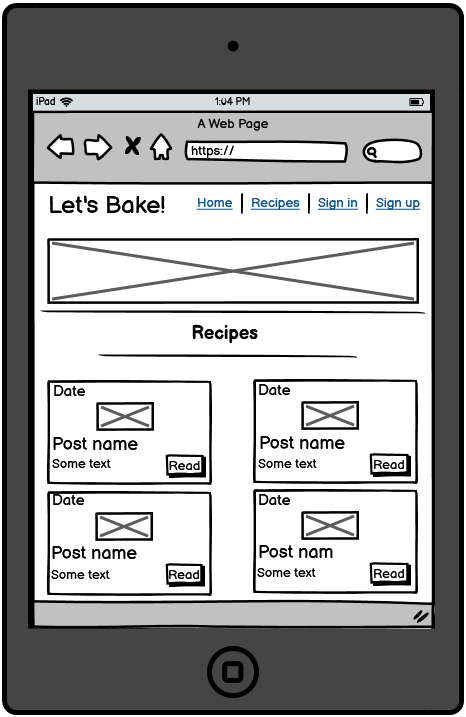 iPad 1:04 PM
A Web Page
https://
Let's Bake! Home Recipes Sign in Sign up
Recipes
Date
Post name
Some text Read
Date
Post name
Some text Read
Date
Post name
Some text Read
Date
Post nam
Some text Read